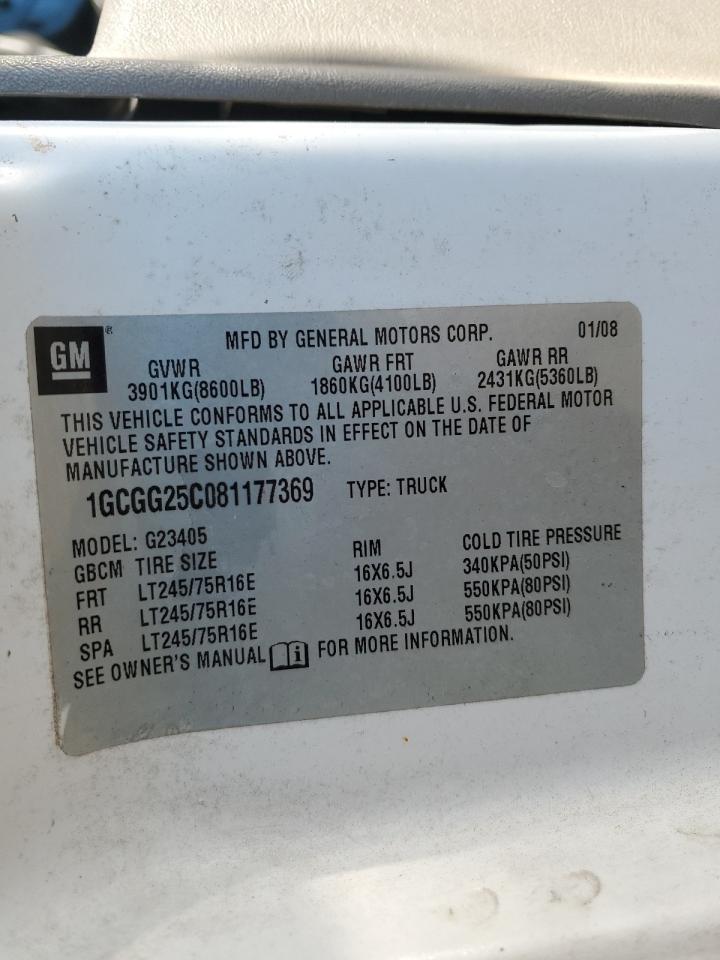 GM®
MFD BY GENERAL MOTORS CORP. 01/08
GVWR GAWR FRT GAWR RR
3901KG(8600LB) 1860KG(4100LB) 2431KG(5360LB)
THIS VEHICLE CONFORMS TO ALL APPLICABLE U.S. FEDERAL MOTOR
VEHICLE SAFETY STANDARDS IN EFFECT ON THE DATE OF
MANUFACTURE SHOWN ABOVE.
1GCGG25C081177369 TYPE: TRUCK
MODEL: G23405
GBCM TIRE SIZE RIM COLD TIRE PRESSURE
FRT LT245/75R16E 16X6.5J 340KPA(50PSI)
RR LT245/75R16E 16X6.5J 550KPA(80PSI)
SPA LT245/75R16E 16X6.5J 550KPA(80PSI)
SEE OWNER'S MANUAL i FOR MORE INFORMATION.